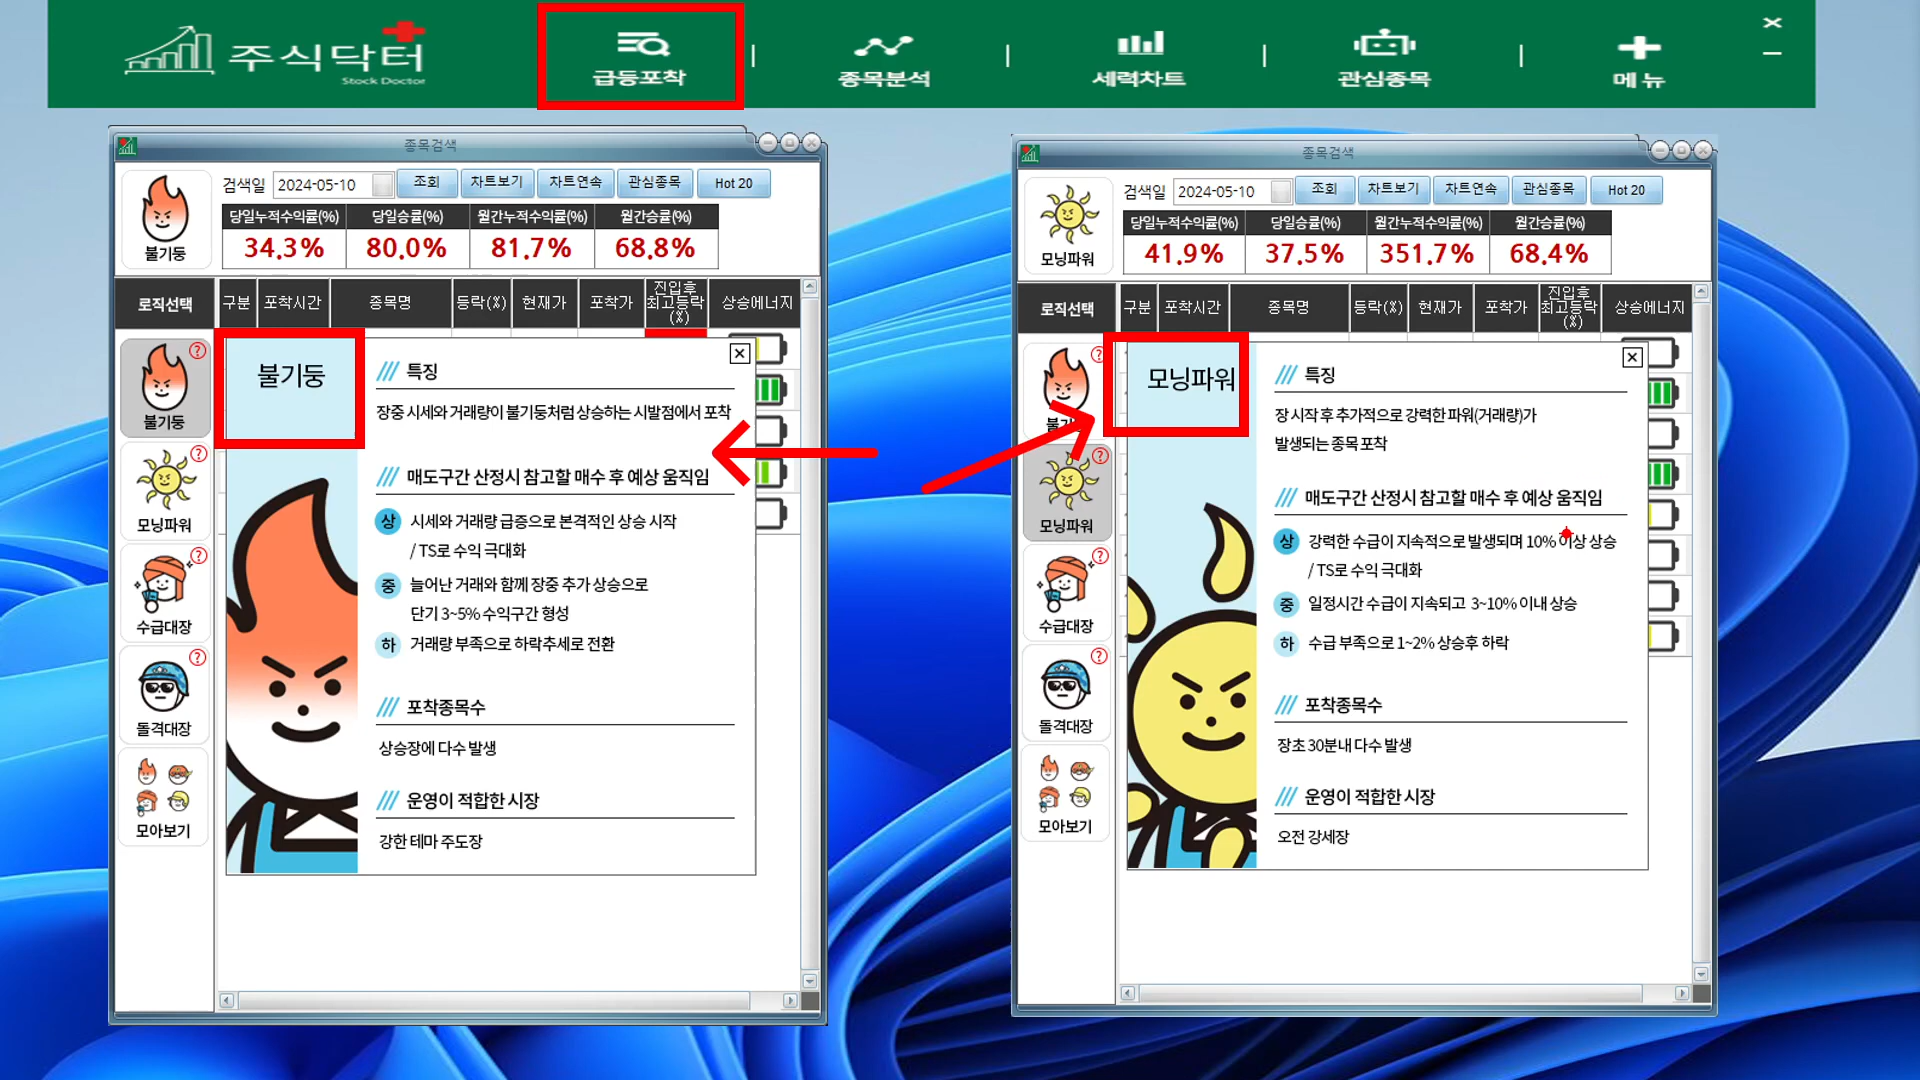 주식닥터
Stock Doctor
급등포착
종목분석
세력차트
관심종목
메뉴
종목검색
불기둥
검색일 2024-05-10 조회 차트보기 차트연속 관심종목 Hot 20
당일누적수익률(%) 당일승률(%) 월간누적수익률(%) 월간승률(%)
34.3% 80.0% 81.7% 68.8%
로직선택 구분 포착시간 종목명 등락(%) 현재가 포착가 진입후 최고등락 (%) 상승에너지
불기둥
모닝파워
수급대장
돌격대장
모아보기
불기둥
특징
장중 시세와 거래량이 불기둥처럼 상승하는 시발점에서 포착
매도구간 산정시 참고할 매수 후 예상 움직임
상 시세와 거래량 급증으로 본격적인 상승 시작
/ TS로 수익 극대화
중 늘어난 거래와 함께 장중 추가 상승으로
단기 3~5% 수익구간 형성
하 거래량 부족으로 하락추세로 전환
포착종목수
상승장에 다수 발생
운영이 적합한 시장
강한 테마 주도장
종목검색
모닝파워
검색일 2024-05-10 조회 차트보기 차트연속 관심종목 Hot 20
당일누적수익률(%) 당일승률(%) 월간누적수익률(%) 월간승률(%)
41.9% 37.5% 351.7% 68.4%
로직선택 구분 포착시간 종목명 등락(%) 현재가 포착가 진입후 최고등락 (%) 상승에너지
모닝파워
수급대장
돌격대장
모아보기
모닝파워
특징
장 시작 후 추가적으로 강력한 파워(거래량)가
발생되는 종목 포착
매도구간 산정시 참고할 매수 후 예상 움직임
상 강력한 수급이 지속적으로 발생되며 10% 이상 상승
/ TS로 수익 극대화
중 일정시간 수급이 지속되고 3~10% 이내 상승
하 수급 부족으로 1~2% 상승후 하락
포착종목수
장초 30분내 다수 발생
운영이 적합한 시장
오전 강세장